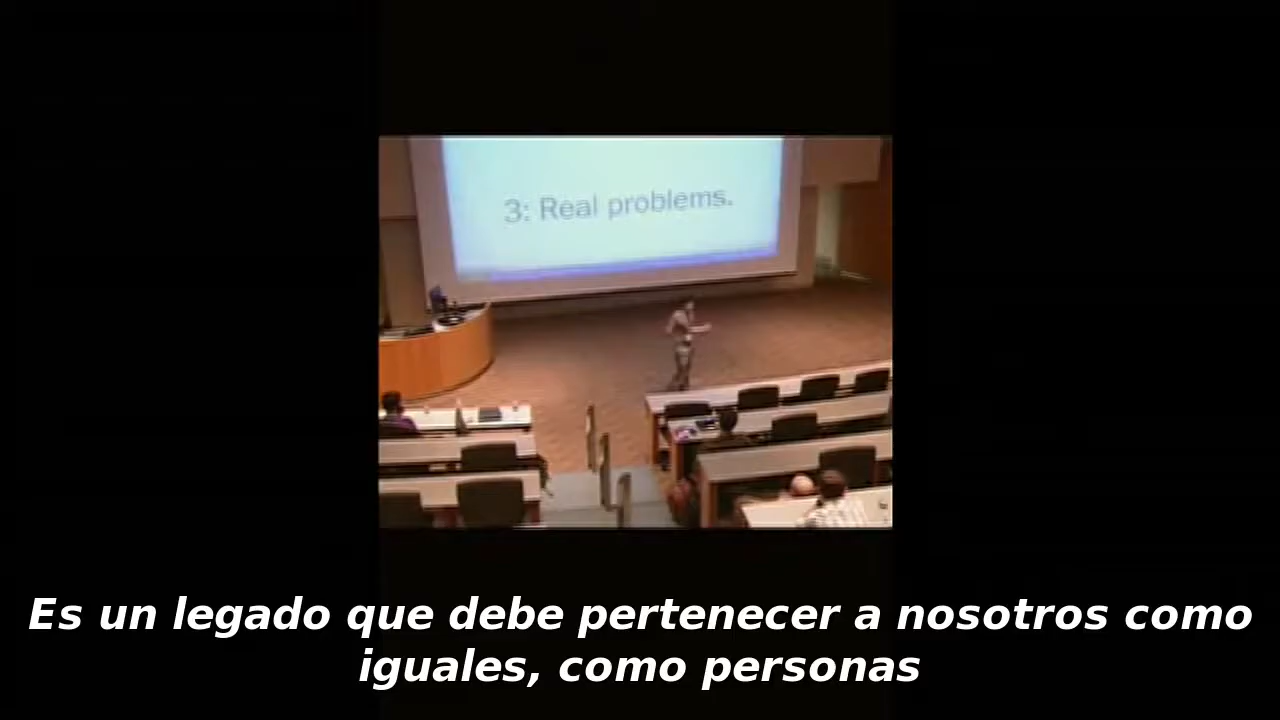 3: Real problems.
Es un legado que debe pertenecer a nosotros como
iguales, como personas